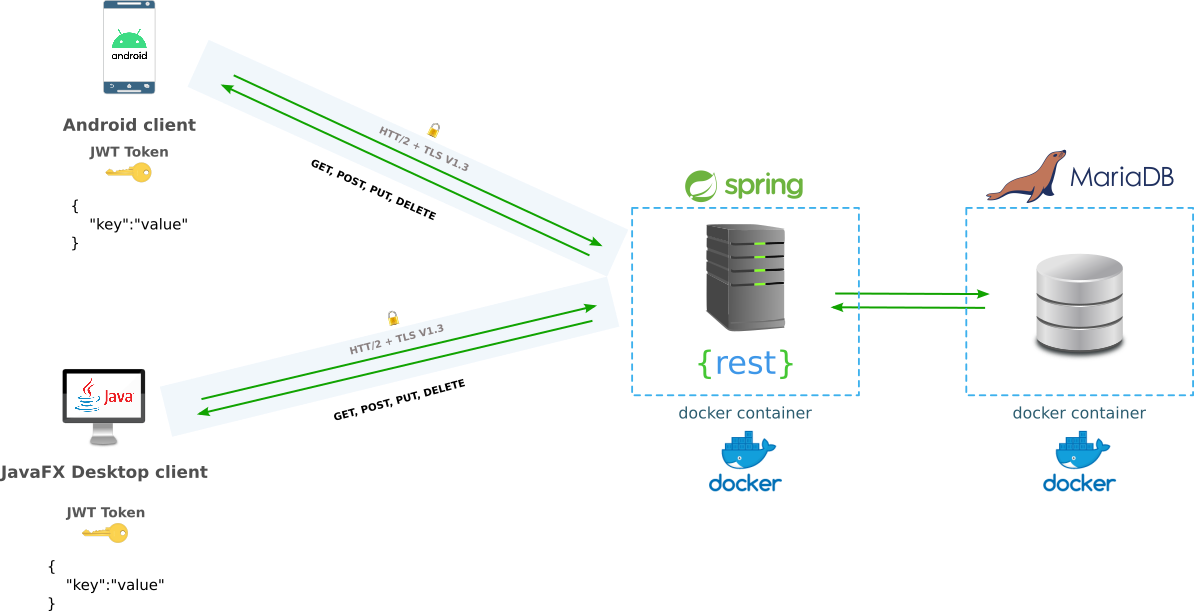 android
Android client
JWT Token
{
"key":"value"
}
HTT/2 + TLS V1.3
GET, POST, PUT, DELETE
spring
{rest}
docker container
docker
MariaDB
docker container
docker
HTT/2 + TLS V1.3
GET, POST, PUT, DELETE
Java
JavaFX Desktop client
JWT Token
{
"key":"value"
}